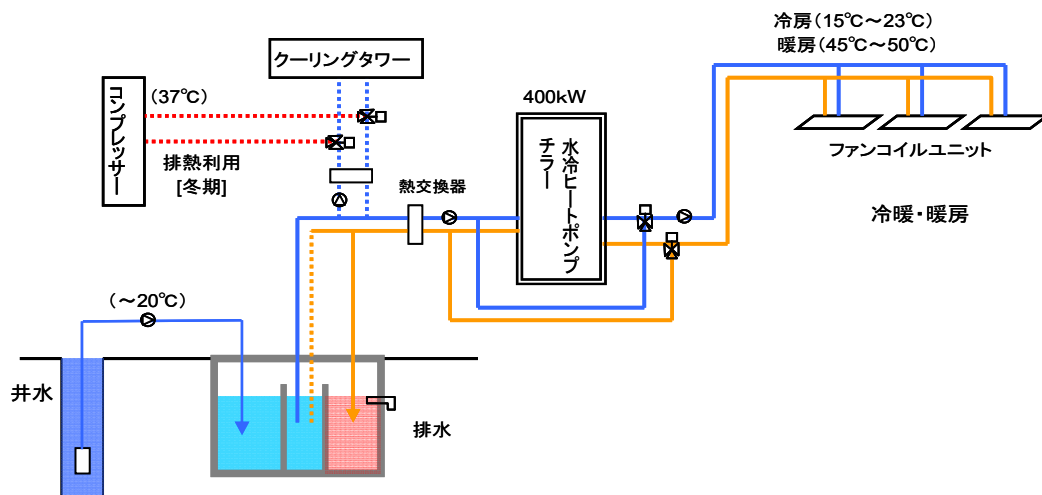 冷房(15℃～23℃)
暖房(45℃～50℃)
クーリングタワー
コンプレッサー
(37℃)
400kW
排熱利用
[冬期]
熱交換器
水冷ヒートポンプ
チラー
ファンコイルユニット
冷暖・暖房
(～20℃)
井水
排水